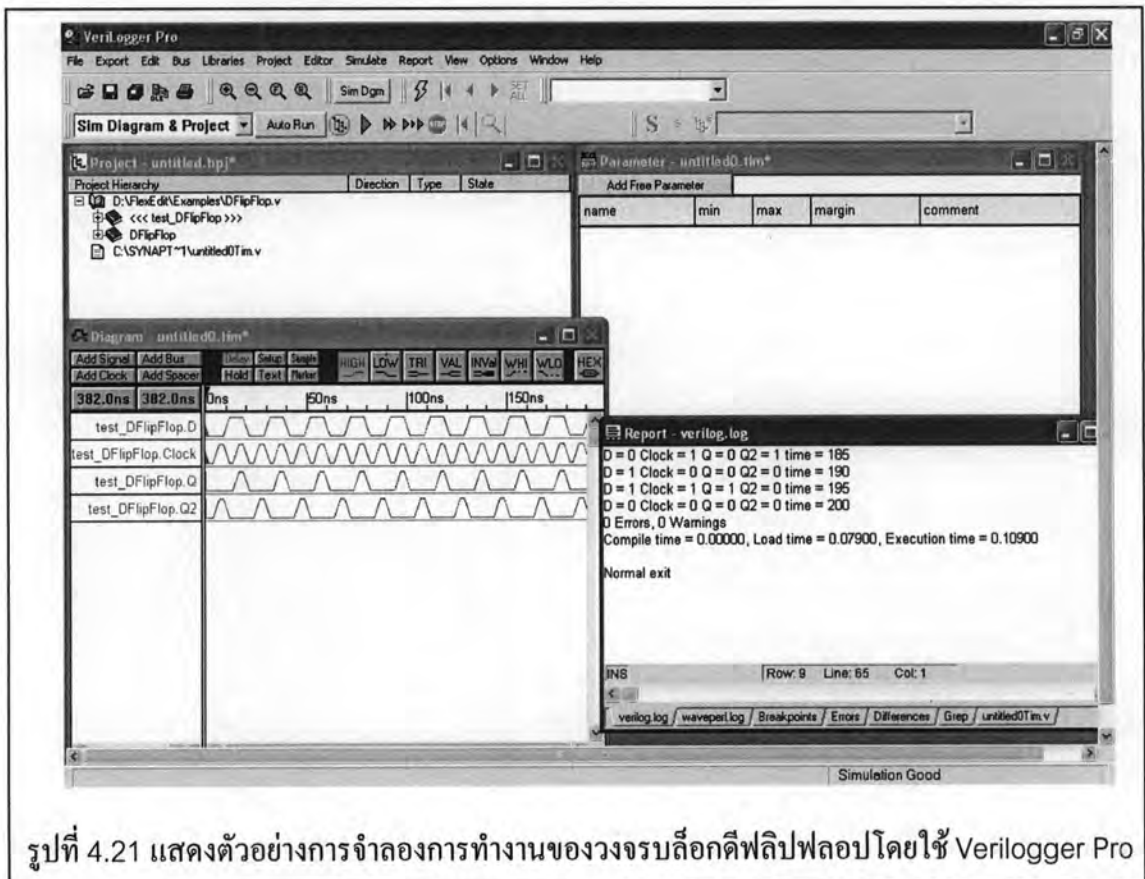 VeriLogger Pro
File Export Edit Bus Libraries Project Editor Simulate Report View Options Window Help
Sim Dgm SET ALL
Sim Diagram & Project Auto Run STOP S
Project - untitled.hpj*
Project Hierarchy Direction Type State
D:\FlexEdit\Examples\DFlipFlop.v
<<< test_DFlipFlop >>>
DFlipFlop
C:\SYNAPT~1\untitled0Tim.v
Parameter - untitled0.tim*
Add Free Parameter
name min max margin comment
Diagram - untitled0.tim*
Add Signal Add Bus Delay Setup Sample HIGH LOW TRI VAL INVal WHI WLO HEX
Add Clock Add Spacer Hold Text Marker
382.0ns 382.0ns 0ns 50ns 100ns 150ns
test_DFlipFlop.D
test_DFlipFlop.Clock
test_DFlipFlop.Q
test_DFlipFlop.Q2
Report - verilog.log
D = 0 Clock = 1 Q = 0 Q2 = 1 time = 185
D = 1 Clock = 0 Q = 0 Q2 = 0 time = 190
D = 1 Clock = 1 Q = 1 Q2 = 0 time = 195
D = 0 Clock = 0 Q = 0 Q2 = 0 time = 200
0 Errors, 0 Warnings
Compile time = 0.00000, Load time = 0.07900, Execution time = 0.10900
Normal exit
INS Row: 9 Line: 65 Col: 1
verilog.log waveperl.log Breakpoints Errors Differences Grep untitled0Tim.v
Simulation Good
รูปที่ 4.21 แสดงตัวอย่างการจำลองการทำงานของวงจรบล็อกดีฟลิปฟลอปโดยใช้ Verilogger Pro